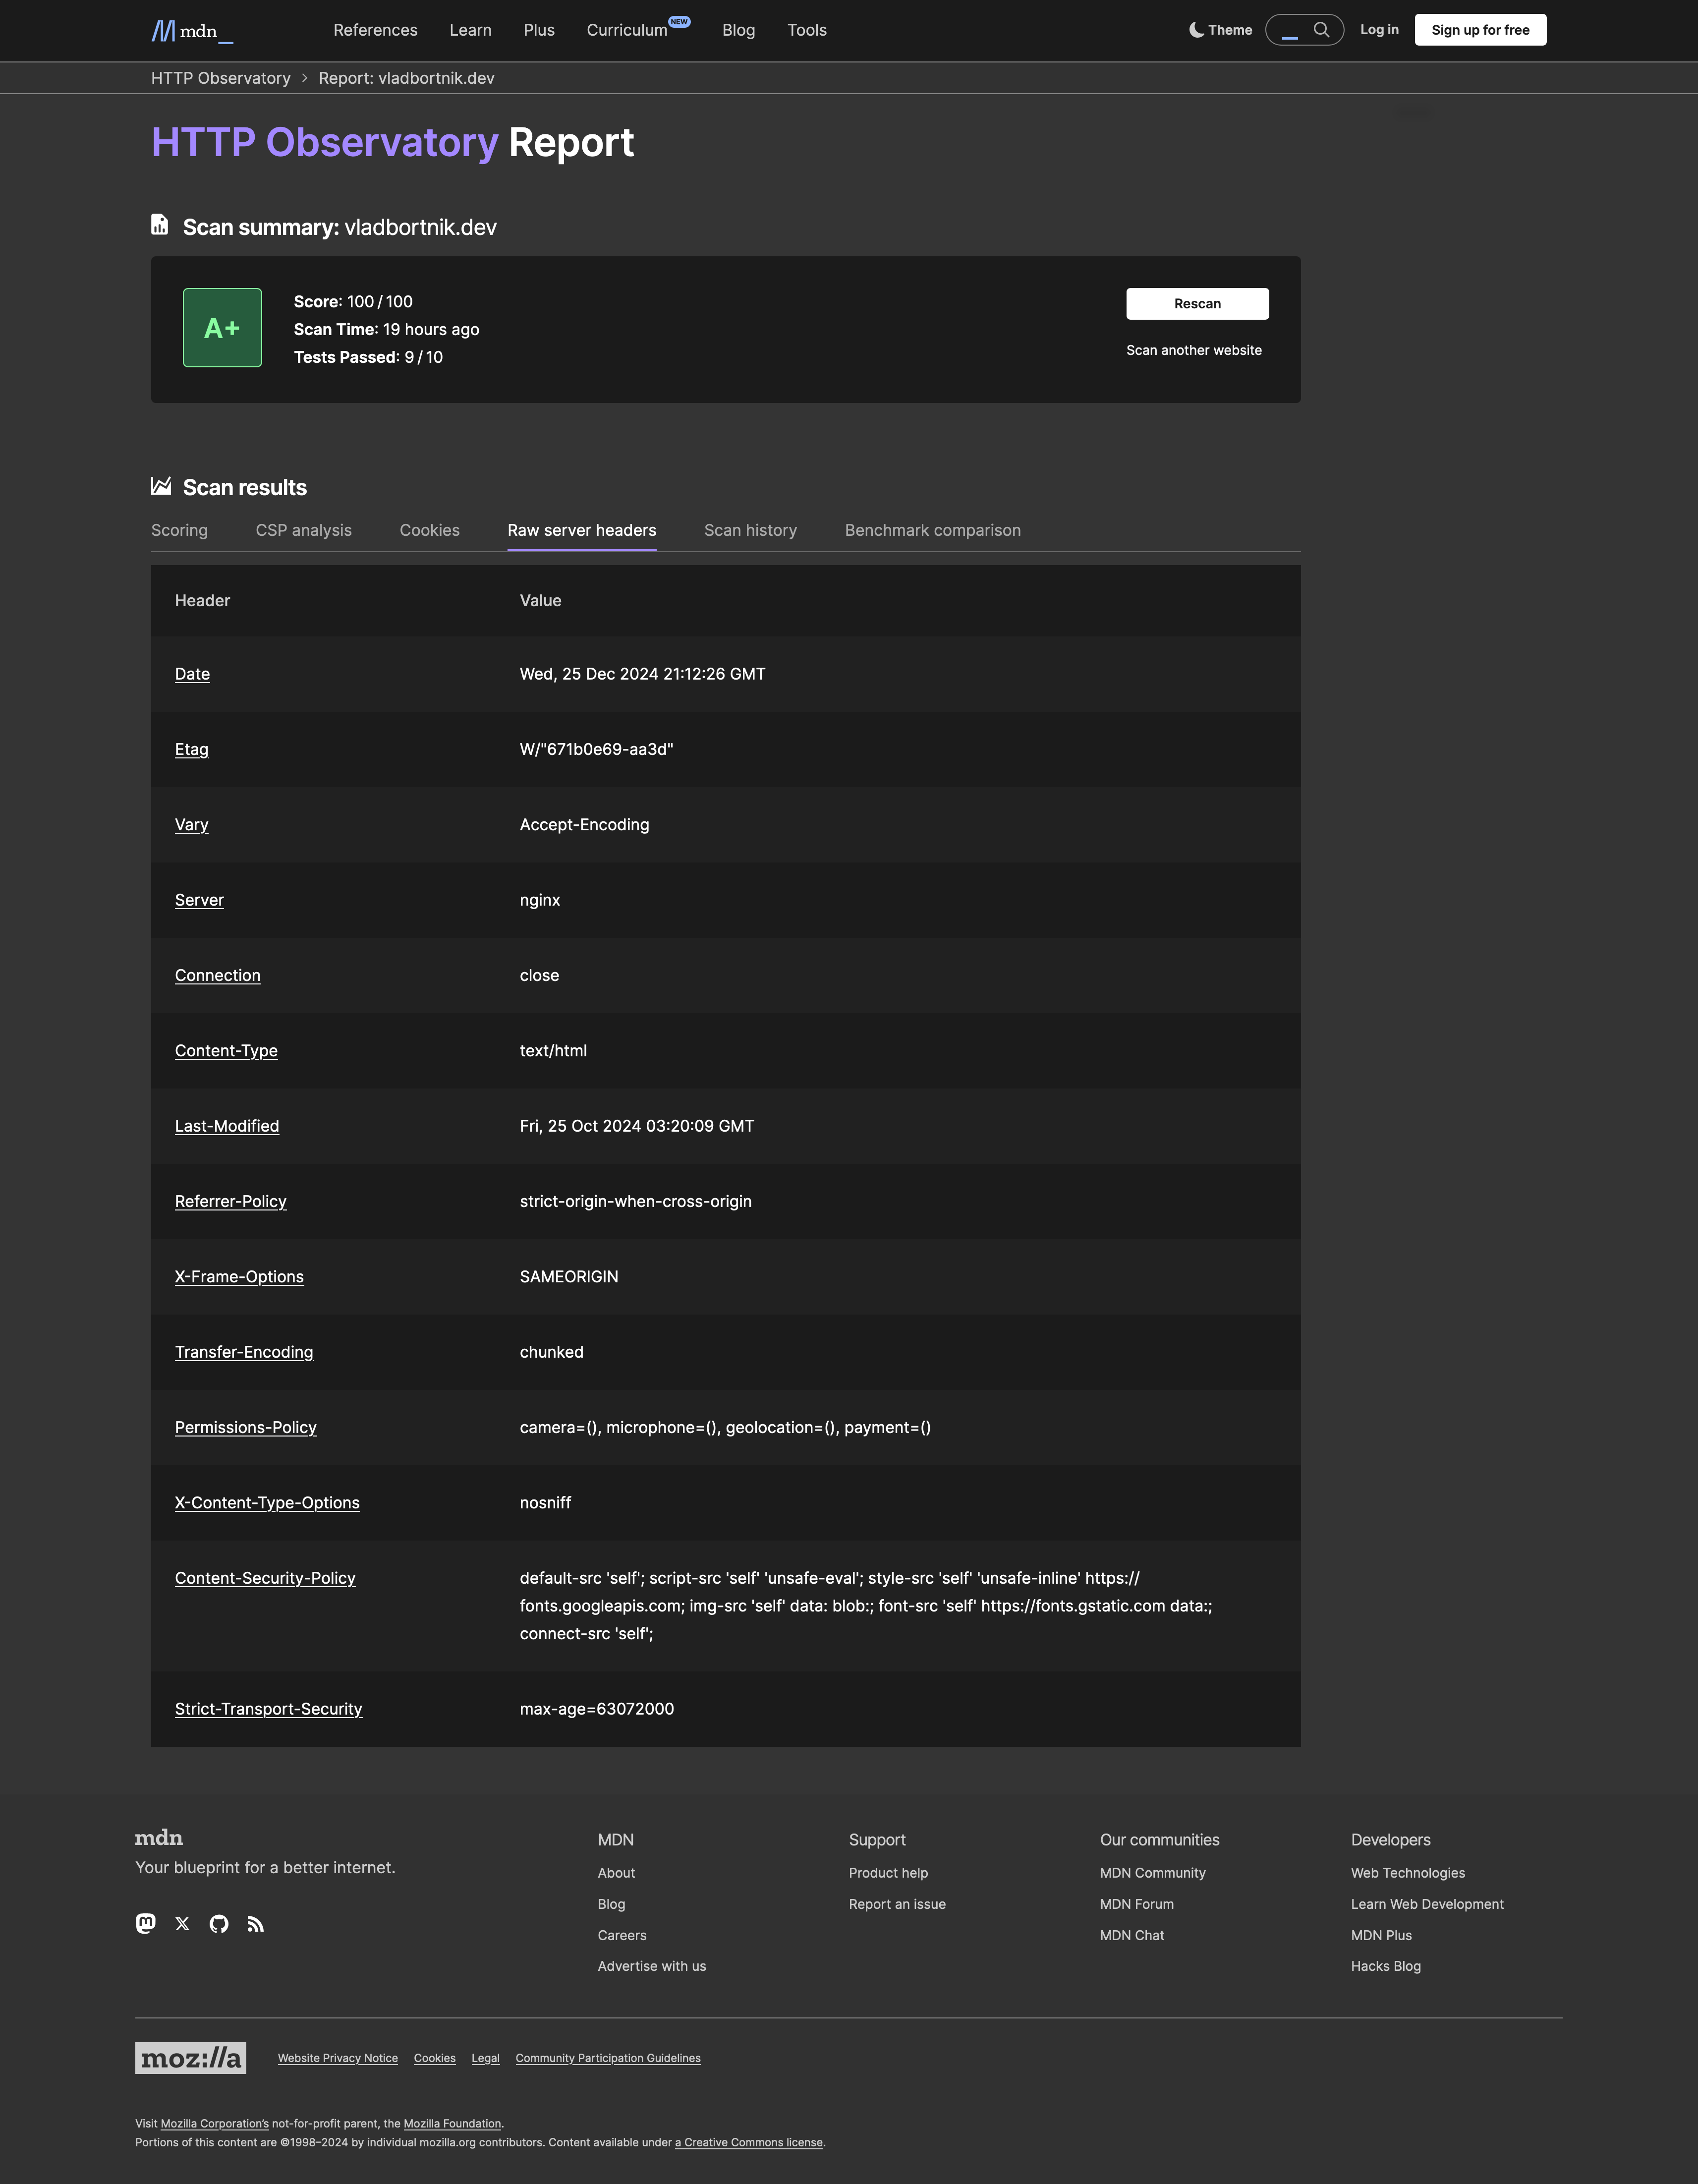 mdn_
References Learn Plus Curriculum NEW Blog Tools
Theme Log in Sign up for free
HTTP Observatory Report: vladbortnik.dev
HTTP Observatory Report
Scan summary: vladbortnik.dev
A+
Score: 100 / 100
Scan Time: 19 hours ago
Tests Passed: 9 / 10
Rescan
Scan another website
Scan results
Scoring CSP analysis Cookies Raw server headers Scan history Benchmark comparison
Header Value
Date Wed, 25 Dec 2024 21:12:26 GMT
Etag W/"671b0e69-aa3d"
Vary Accept-Encoding
Server nginx
Connection close
Content-Type text/html
Last-Modified Fri, 25 Oct 2024 03:20:09 GMT
Referrer-Policy strict-origin-when-cross-origin
X-Frame-Options SAMEORIGIN
Transfer-Encoding chunked
Permissions-Policy camera=(), microphone=(), geolocation=(), payment=()
X-Content-Type-Options nosniff
Content-Security-Policy default-src 'self'; script-src 'self' 'unsafe-eval'; style-src 'self' 'unsafe-inline' https://
fonts.googleapis.com; img-src 'self' data: blob:; font-src 'self' https://fonts.gstatic.com data:;
connect-src 'self';
Strict-Transport-Security max-age=63072000
mdn
Your blueprint for a better internet.
MDN
About
Blog
Careers
Advertise with us
Support
Product help
Report an issue
Our communities
MDN Community
MDN Forum
MDN Chat
Developers
Web Technologies
Learn Web Development
MDN Plus
Hacks Blog
moz://a
Website Privacy Notice Cookies Legal Community Participation Guidelines
Visit Mozilla Corporation's not-for-profit parent, the Mozilla Foundation.
Portions of this content are ©1998–2024 by individual mozilla.org contributors. Content available under a Creative Commons license.